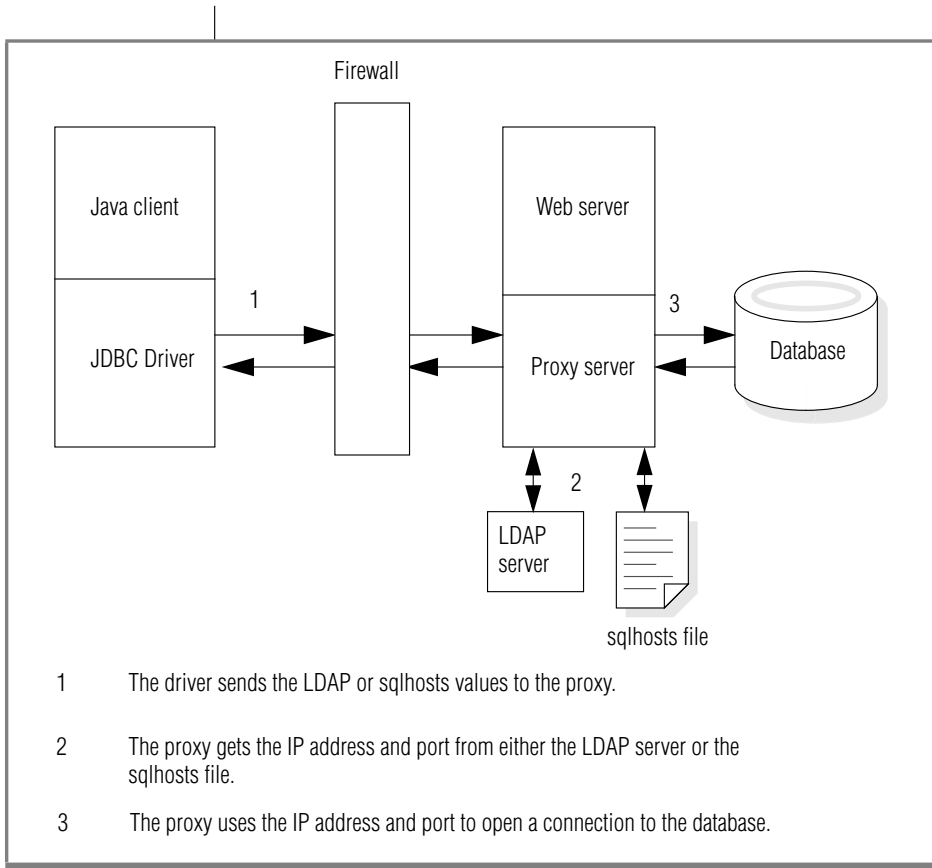 Firewall
Java client
Web server
1
3
JDBC Driver
Proxy server
Database
2
LDAP
server
sqlhosts file
1 The driver sends the LDAP or sqlhosts values to the proxy.
2 The proxy gets the IP address and port from either the LDAP server or the
sqlhosts file.
3 The proxy uses the IP address and port to open a connection to the database.